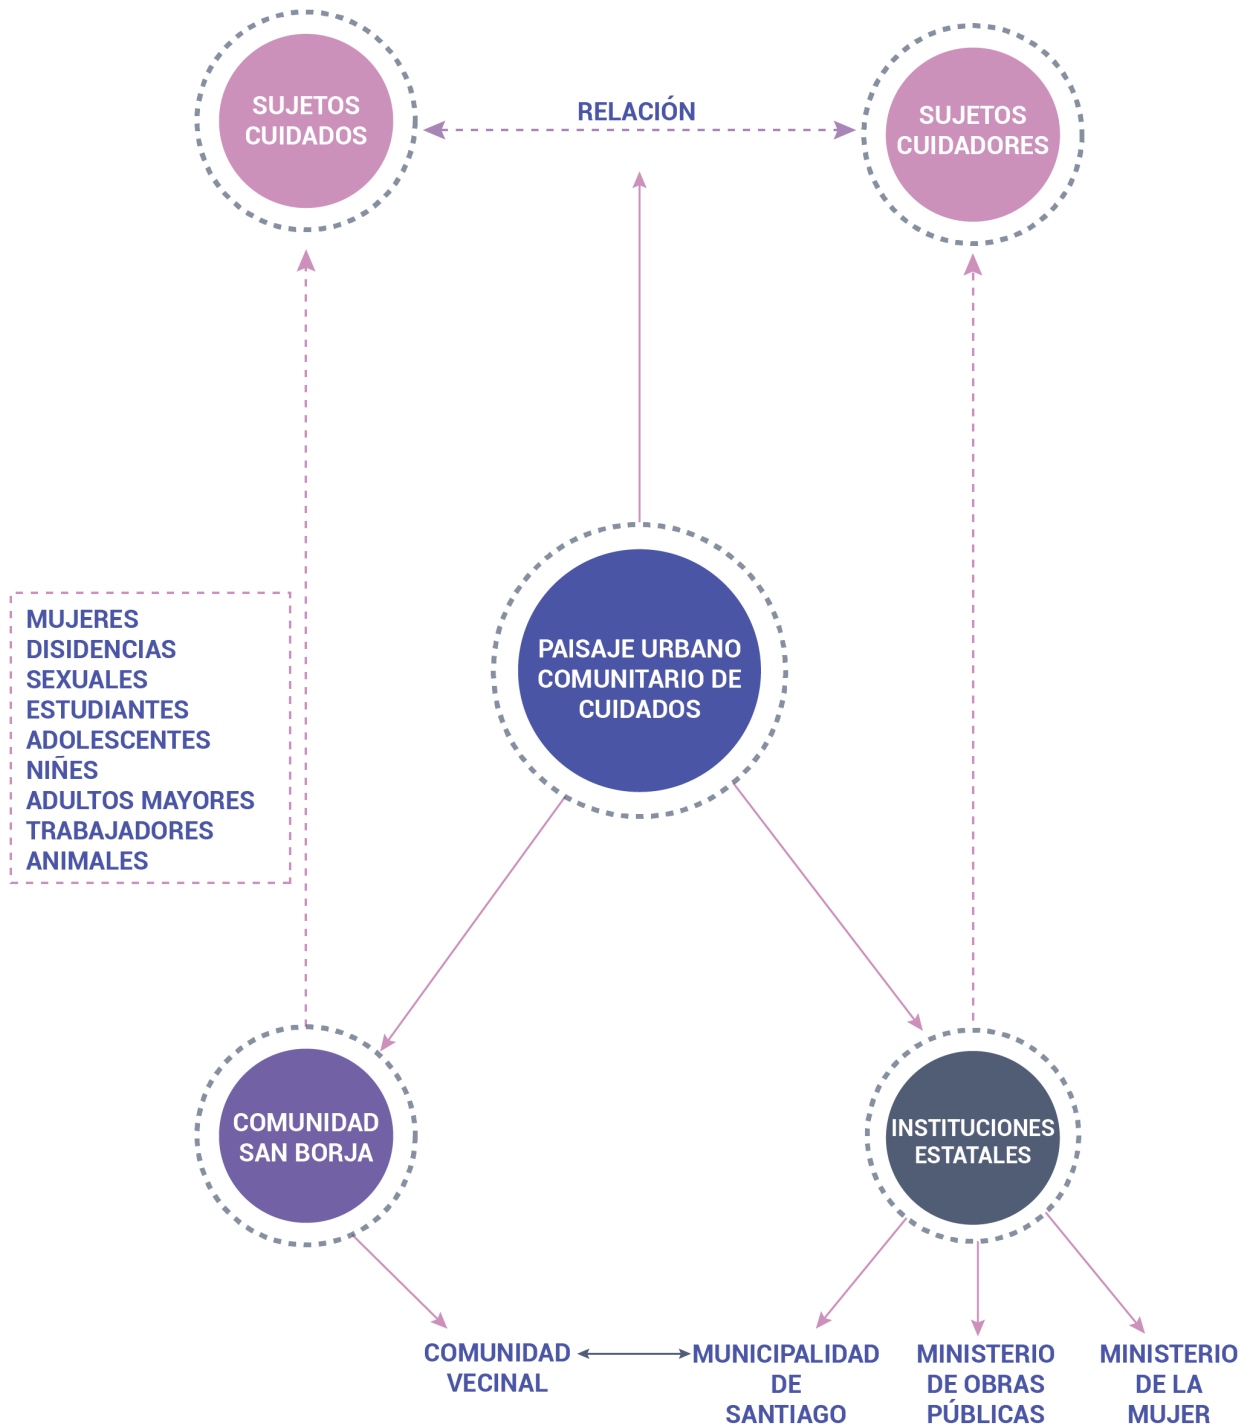 SUJETOS
CUIDADOS
RELACIÓN
SUJETOS
CUIDADORES
MUJERES
DISIDENCIAS
SEXUALES
ESTUDIANTES
ADOLESCENTES
NIÑES
ADULTOS MAYORES
TRABAJADORES
ANIMALES
PAISAJE URBANO
COMUNITARIO DE
CUIDADOS
COMUNIDAD
SAN BORJA
INSTITUCIONES
ESTATALES
COMUNIDAD
VECINAL
MUNICIPALIDAD
DE
SANTIAGO
MINISTERIO
DE OBRAS
PÚBLICAS
MINISTERIO
DE LA
MUJER